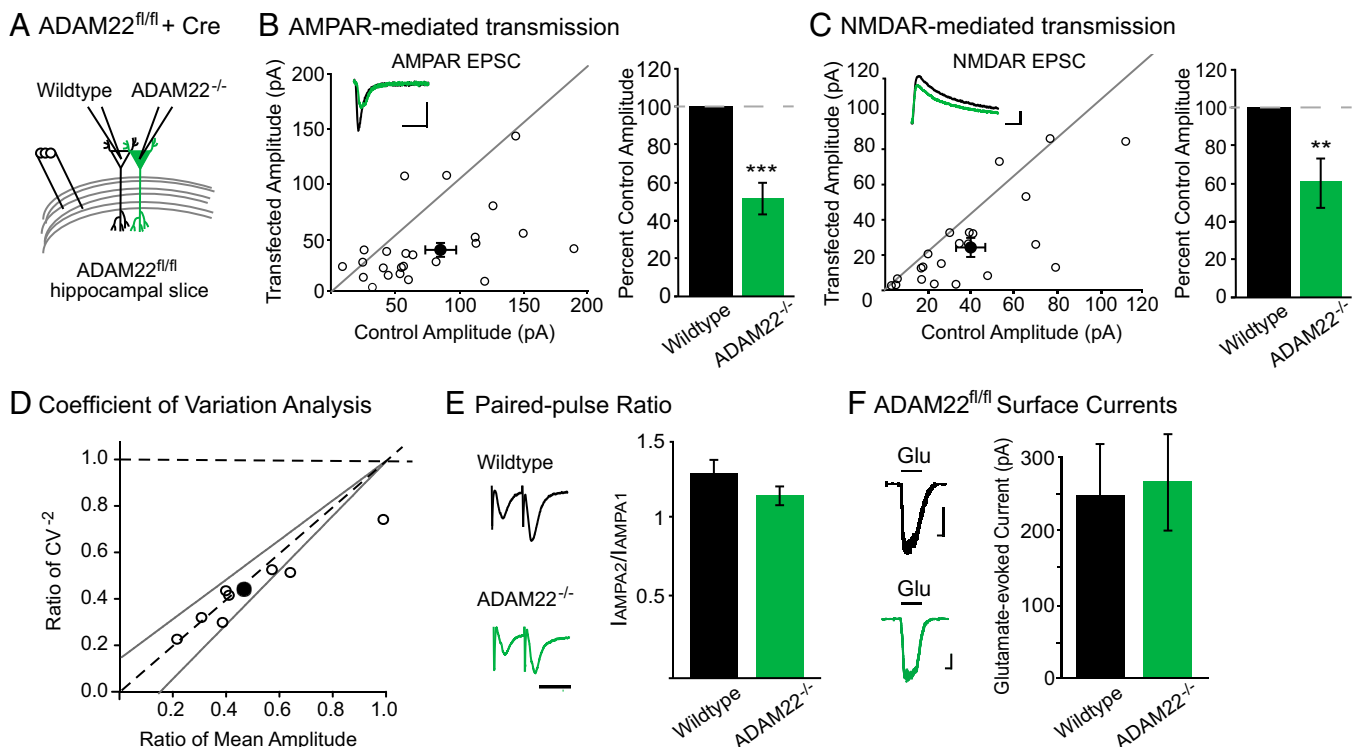 A ADAM22fl/fl + Cre
Wildtype ADAM22-/-
ADAM22fl/fl
hippocampal slice
B AMPAR-mediated transmission
AMPAR EPSC
Transfected Amplitude (pA)
200
150
100
50
0
50 100 150 200
Control Amplitude (pA)
Percent Control Amplitude
120
100
80
60
40
20
0
***
Wildtype
ADAM22-/-
C NMDAR-mediated transmission
NMDAR EPSC
Transfected Amplitude (pA)
100
80
60
40
20
0
20 40 60 80 100 120
Control Amplitude (pA)
Percent Control Amplitude
120
100
80
60
40
20
0
**
Wildtype
ADAM22-/-
D Coefficient of Variation Analysis
Ratio of CV-2
1.0
0.8
0.6
0.4
0.2
0.0
0.2 0.4 0.6 0.8 1.0
Ratio of Mean Amplitude
E Paired-pulse Ratio
Wildtype
ADAM22-/-
IAMPA2/IAMPA1
1.5
1
0.5
Wildtype
ADAM22-/-
F ADAM22fl/fl Surface Currents
Glu
Glu
Glutamate-evoked Current (pA)
300
250
200
150
100
50
0
Wildtype
ADAM22-/-